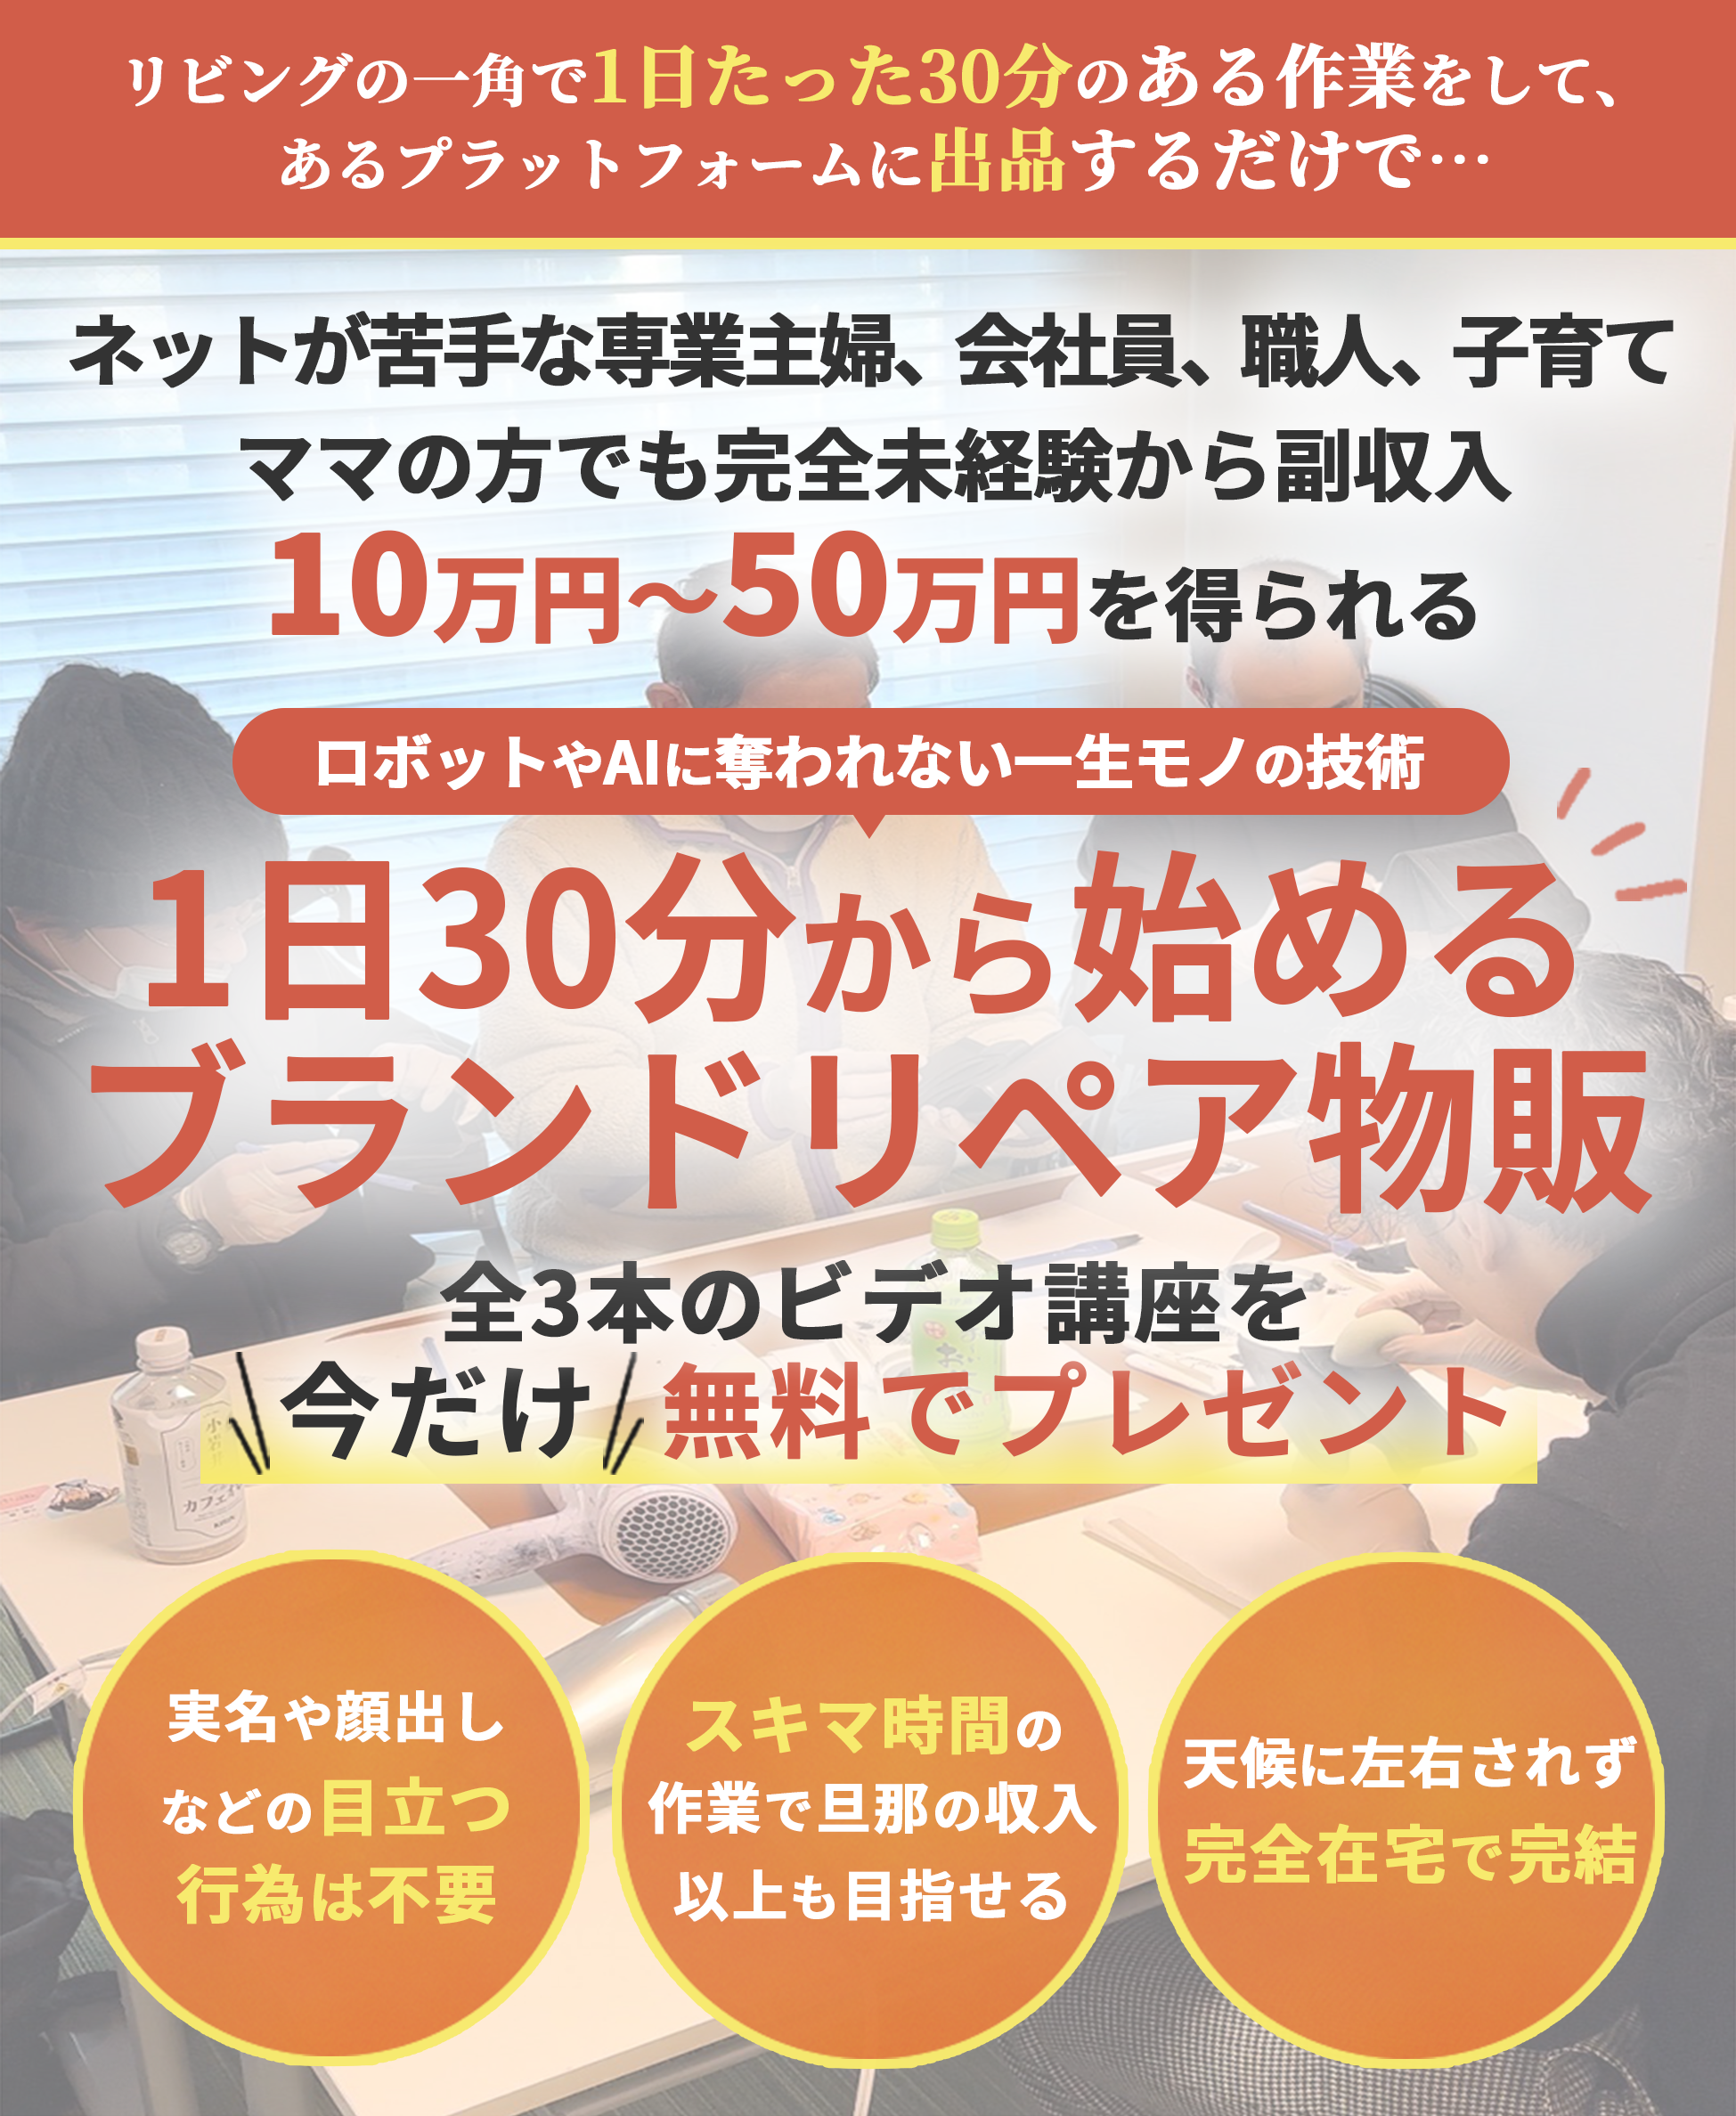 リビングの一角で1日たった30分のある作業をして、
あるプラットフォームに出品するだけで…
ネットが苦手な専業主婦、会社員、職人、子育て
ママの方でも完全未経験から副収入
10万円～50万円を得られる
ロボットやAIに奪われない一生モノの技術
1日30分から始める
ブランドリペア物販
全3本のビデオ講座を
\今だけ/無料でプレゼント
カフェイ
実名や顔出し
などの目立つ
行為は不要
スキマ時間の
作業で旦那の収入
以上も目指せる
天候に左右されず
完全在宅で完結